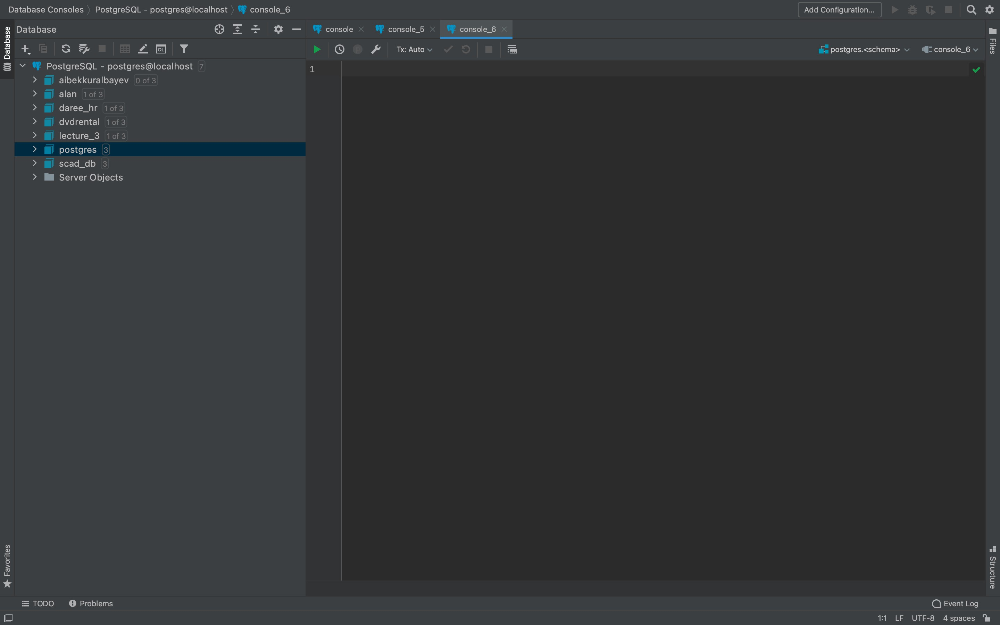 Database Consoles PostgreSQL - postgres@localhost console_6 Add Configuration...
Database
console console_5 console_6
Tx: Auto postgres.<schema> console_6
QL
1
PostgreSQL - postgres@localhost 7
aibekkuralbayev 0 of 3
alan 1 of 3
daree_hr 1 of 3
dvdrental 1 of 3
lecture_3 1 of 3
postgres 3
scad_db 3
Server Objects
Database
Favorites
Files
Structure
TODO Problems Event Log
1:1 LF UTF-8 4 spaces